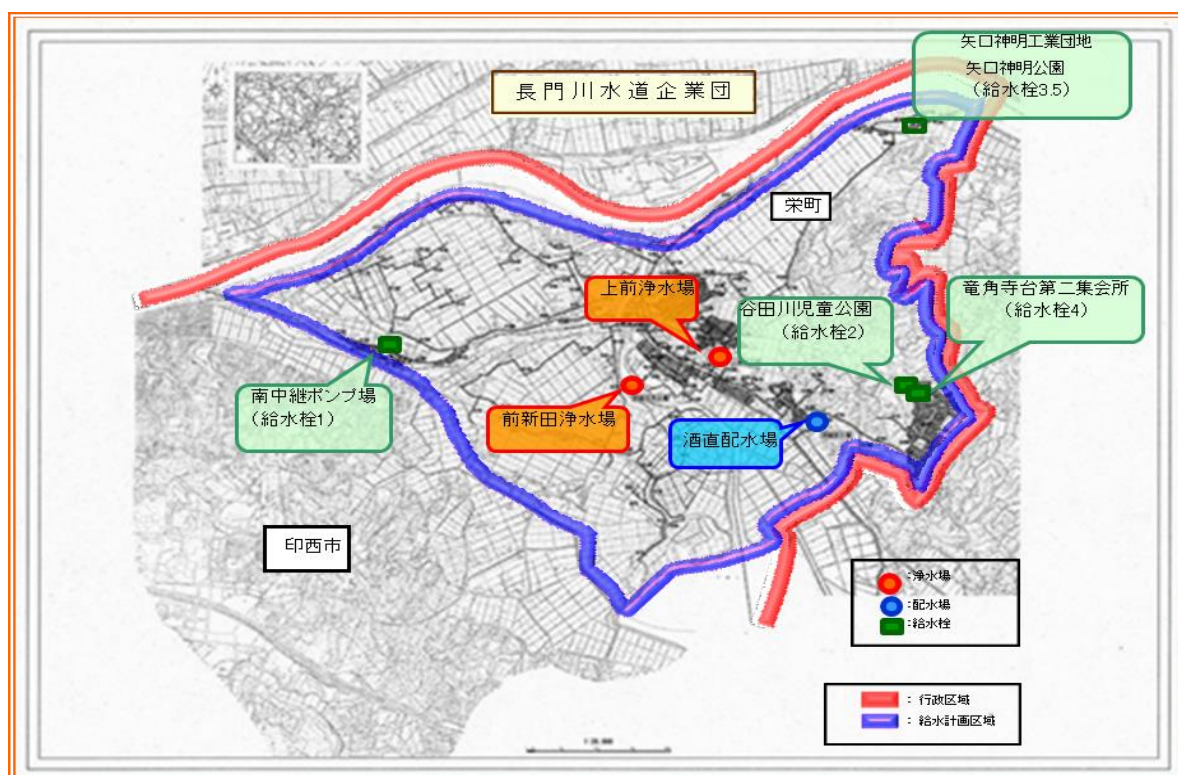 矢口神明工業団地
矢口神明公園
（給水栓3.5）
長門川水道企業団
栄町
上前浄水場
谷田川児童公園
（給水栓2）
竜角寺台第二集会所
（給水栓4）
南中継ポンプ場
（給水栓1）
前新田浄水場
酒直配水場
印西市
：浄水場
：配水場
：給水栓
：行政区域
：給水計画区域